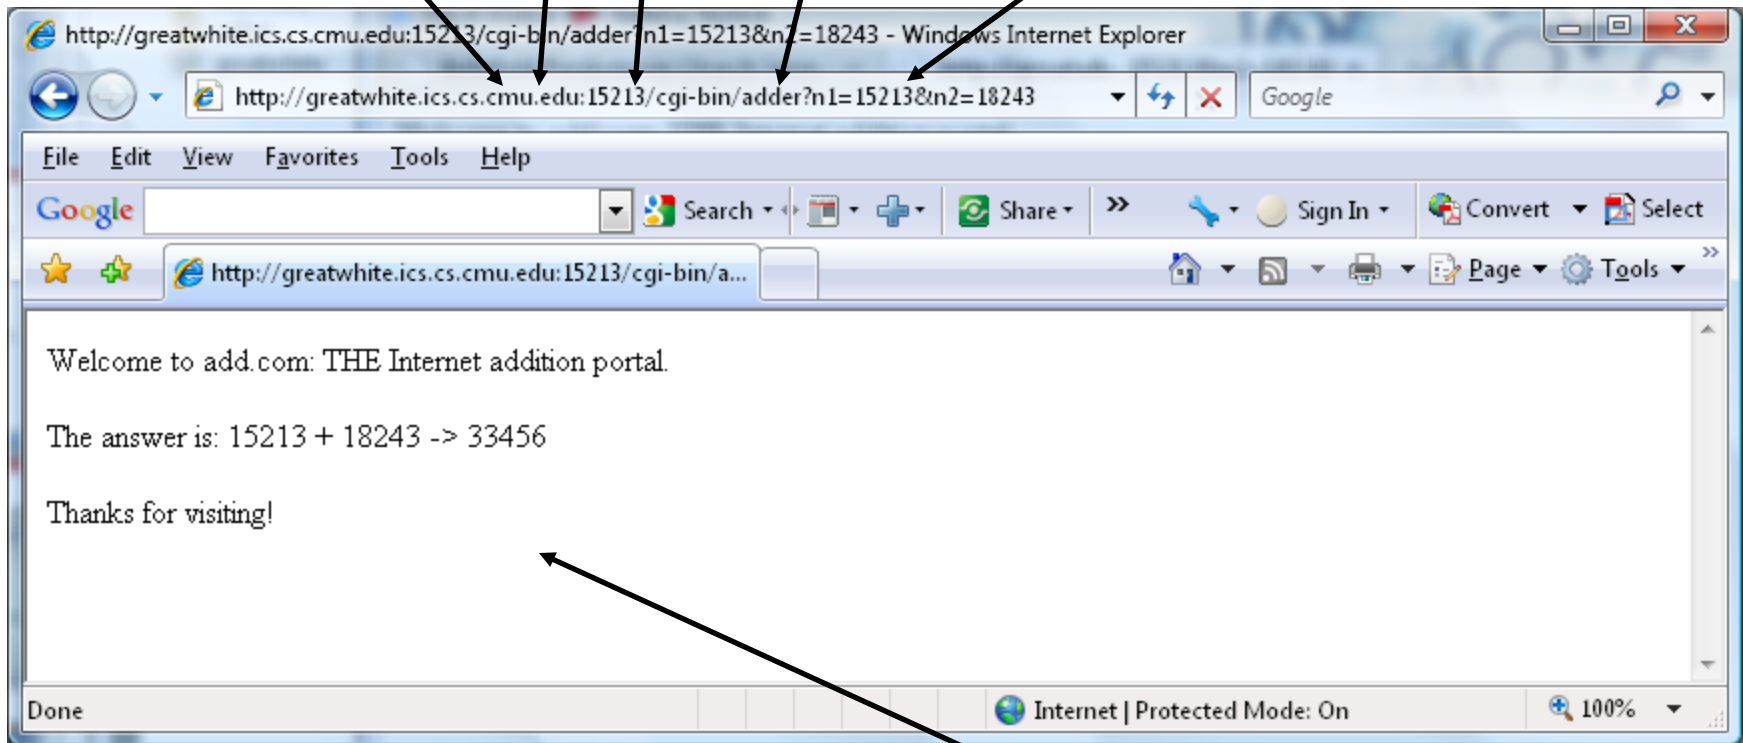 http://greatwhite.ics.cs.cmu.edu:15213/cgi-bin/adder?n1=15213&n2=18243 - Windows Internet Explorer
http://greatwhite.ics.cs.cmu.edu:15213/cgi-bin/adder?n1=15213&n2=18243 Google
File Edit View Favorites Tools Help
Google Search Share >> Sign In Convert Select
http://greatwhite.ics.cs.cmu.edu:15213/cgi-bin/a... Page Tools >>
Welcome to add.com: THE Internet addition portal.
The answer is: 15213 + 18243 -> 33456
Thanks for visiting!
Done Internet | Protected Mode: On 100%